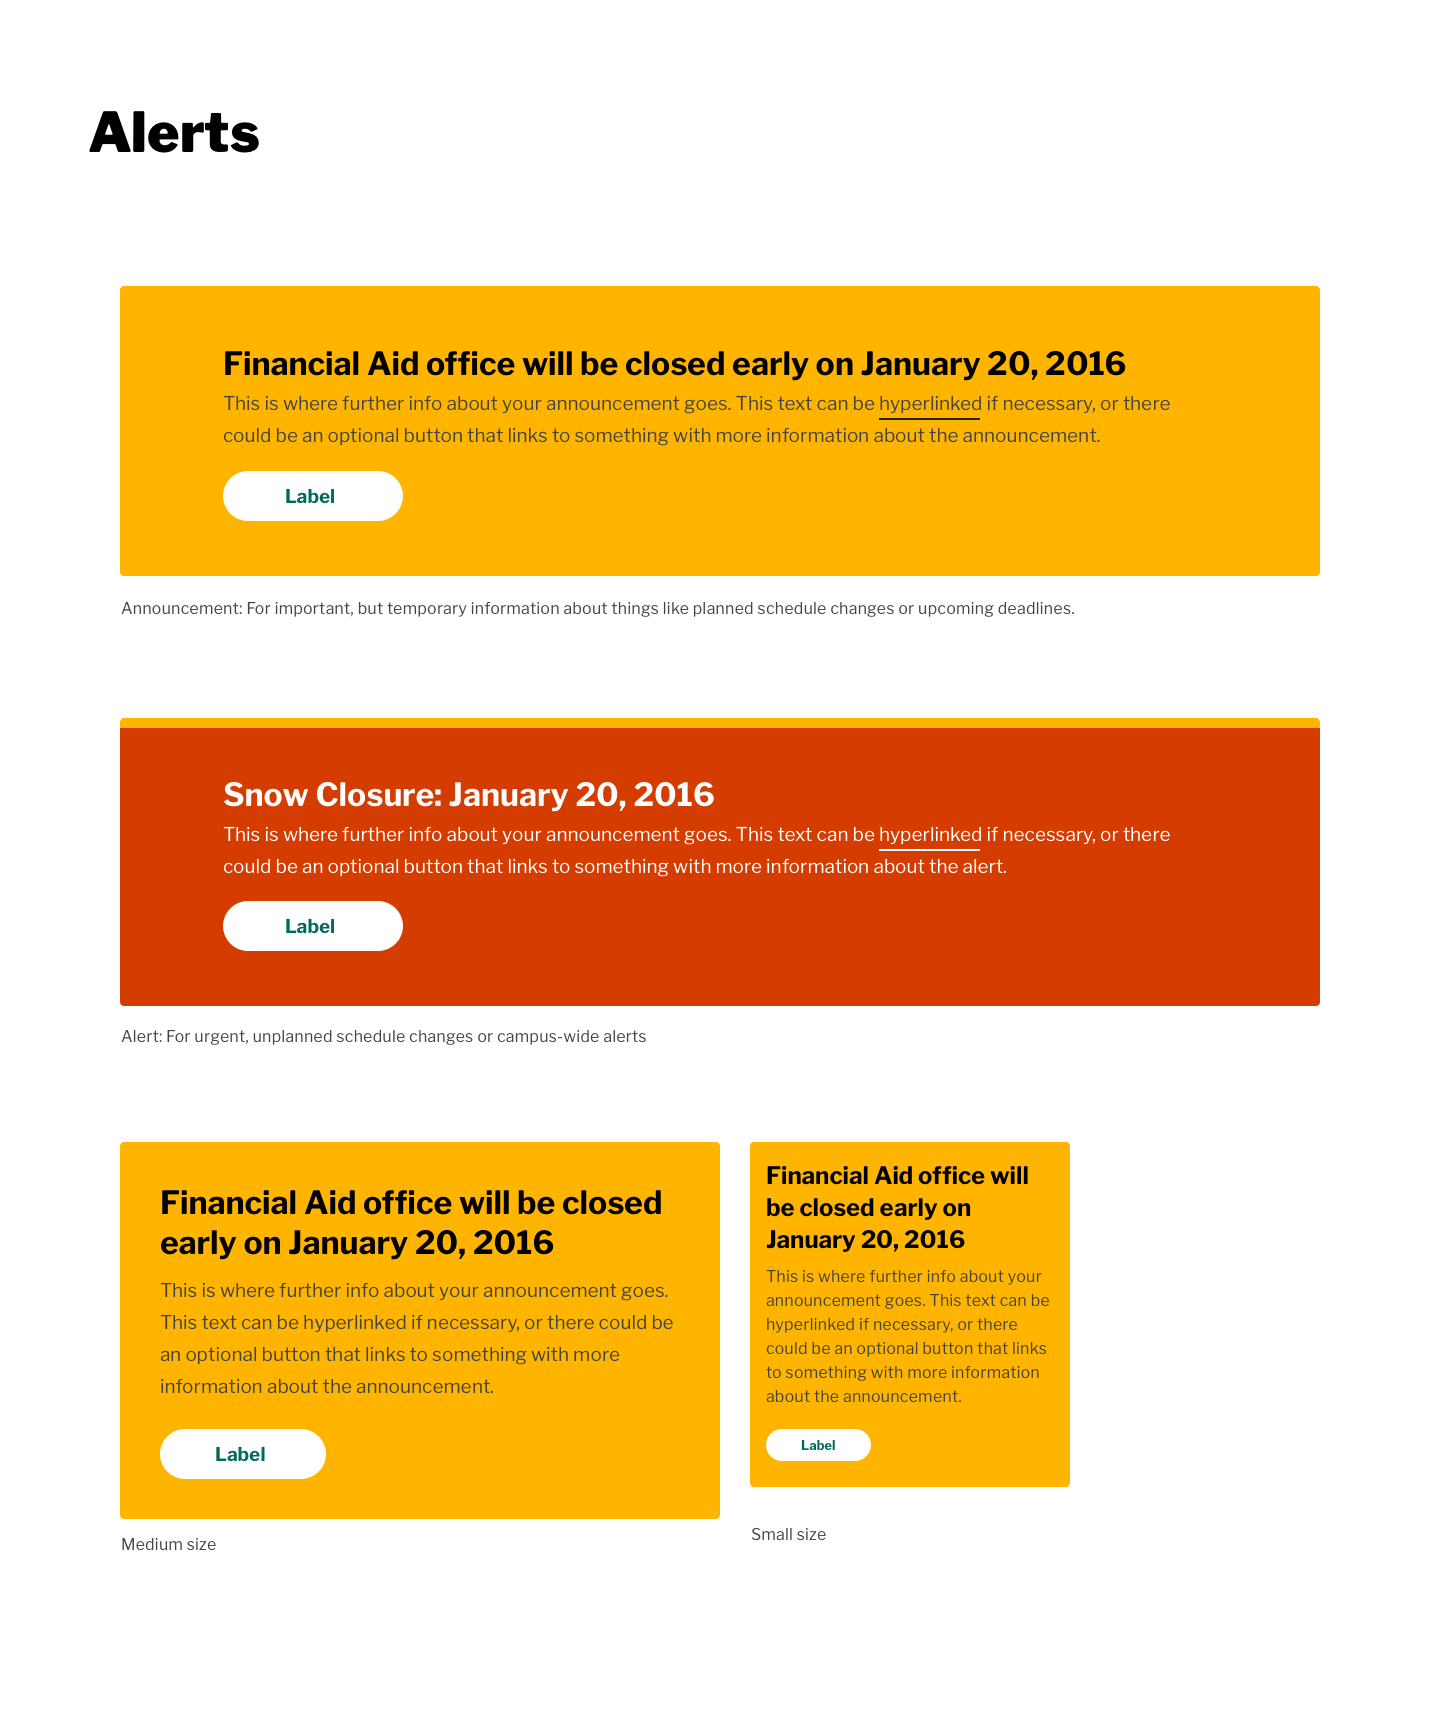 Alerts
Financial Aid office will be closed early on January 20, 2016
This is where further info about your announcement goes. This text can be hyperlinked if necessary, or there
could be an optional button that links to something with more information about the announcement.
Label
Announcement: For important, but temporary information about things like planned schedule changes or upcoming deadlines.
Snow Closure: January 20, 2016
This is where further info about your announcement goes. This text can be hyperlinked if necessary, or there
could be an optional button that links to something with more information about the alert.
Label
Alert: For urgent, unplanned schedule changes or campus-wide alerts
Financial Aid office will be closed
early on January 20, 2016
This is where further info about your announcement goes.
This text can be hyperlinked if necessary, or there could be
an optional button that links to something with more
information about the announcement.
Label
Medium size
Financial Aid office will
be closed early on
January 20, 2016
This is where further info about your
announcement goes. This text can be
hyperlinked if necessary, or there
could be an optional button that links
to something with more information
about the announcement.
Label
Small size